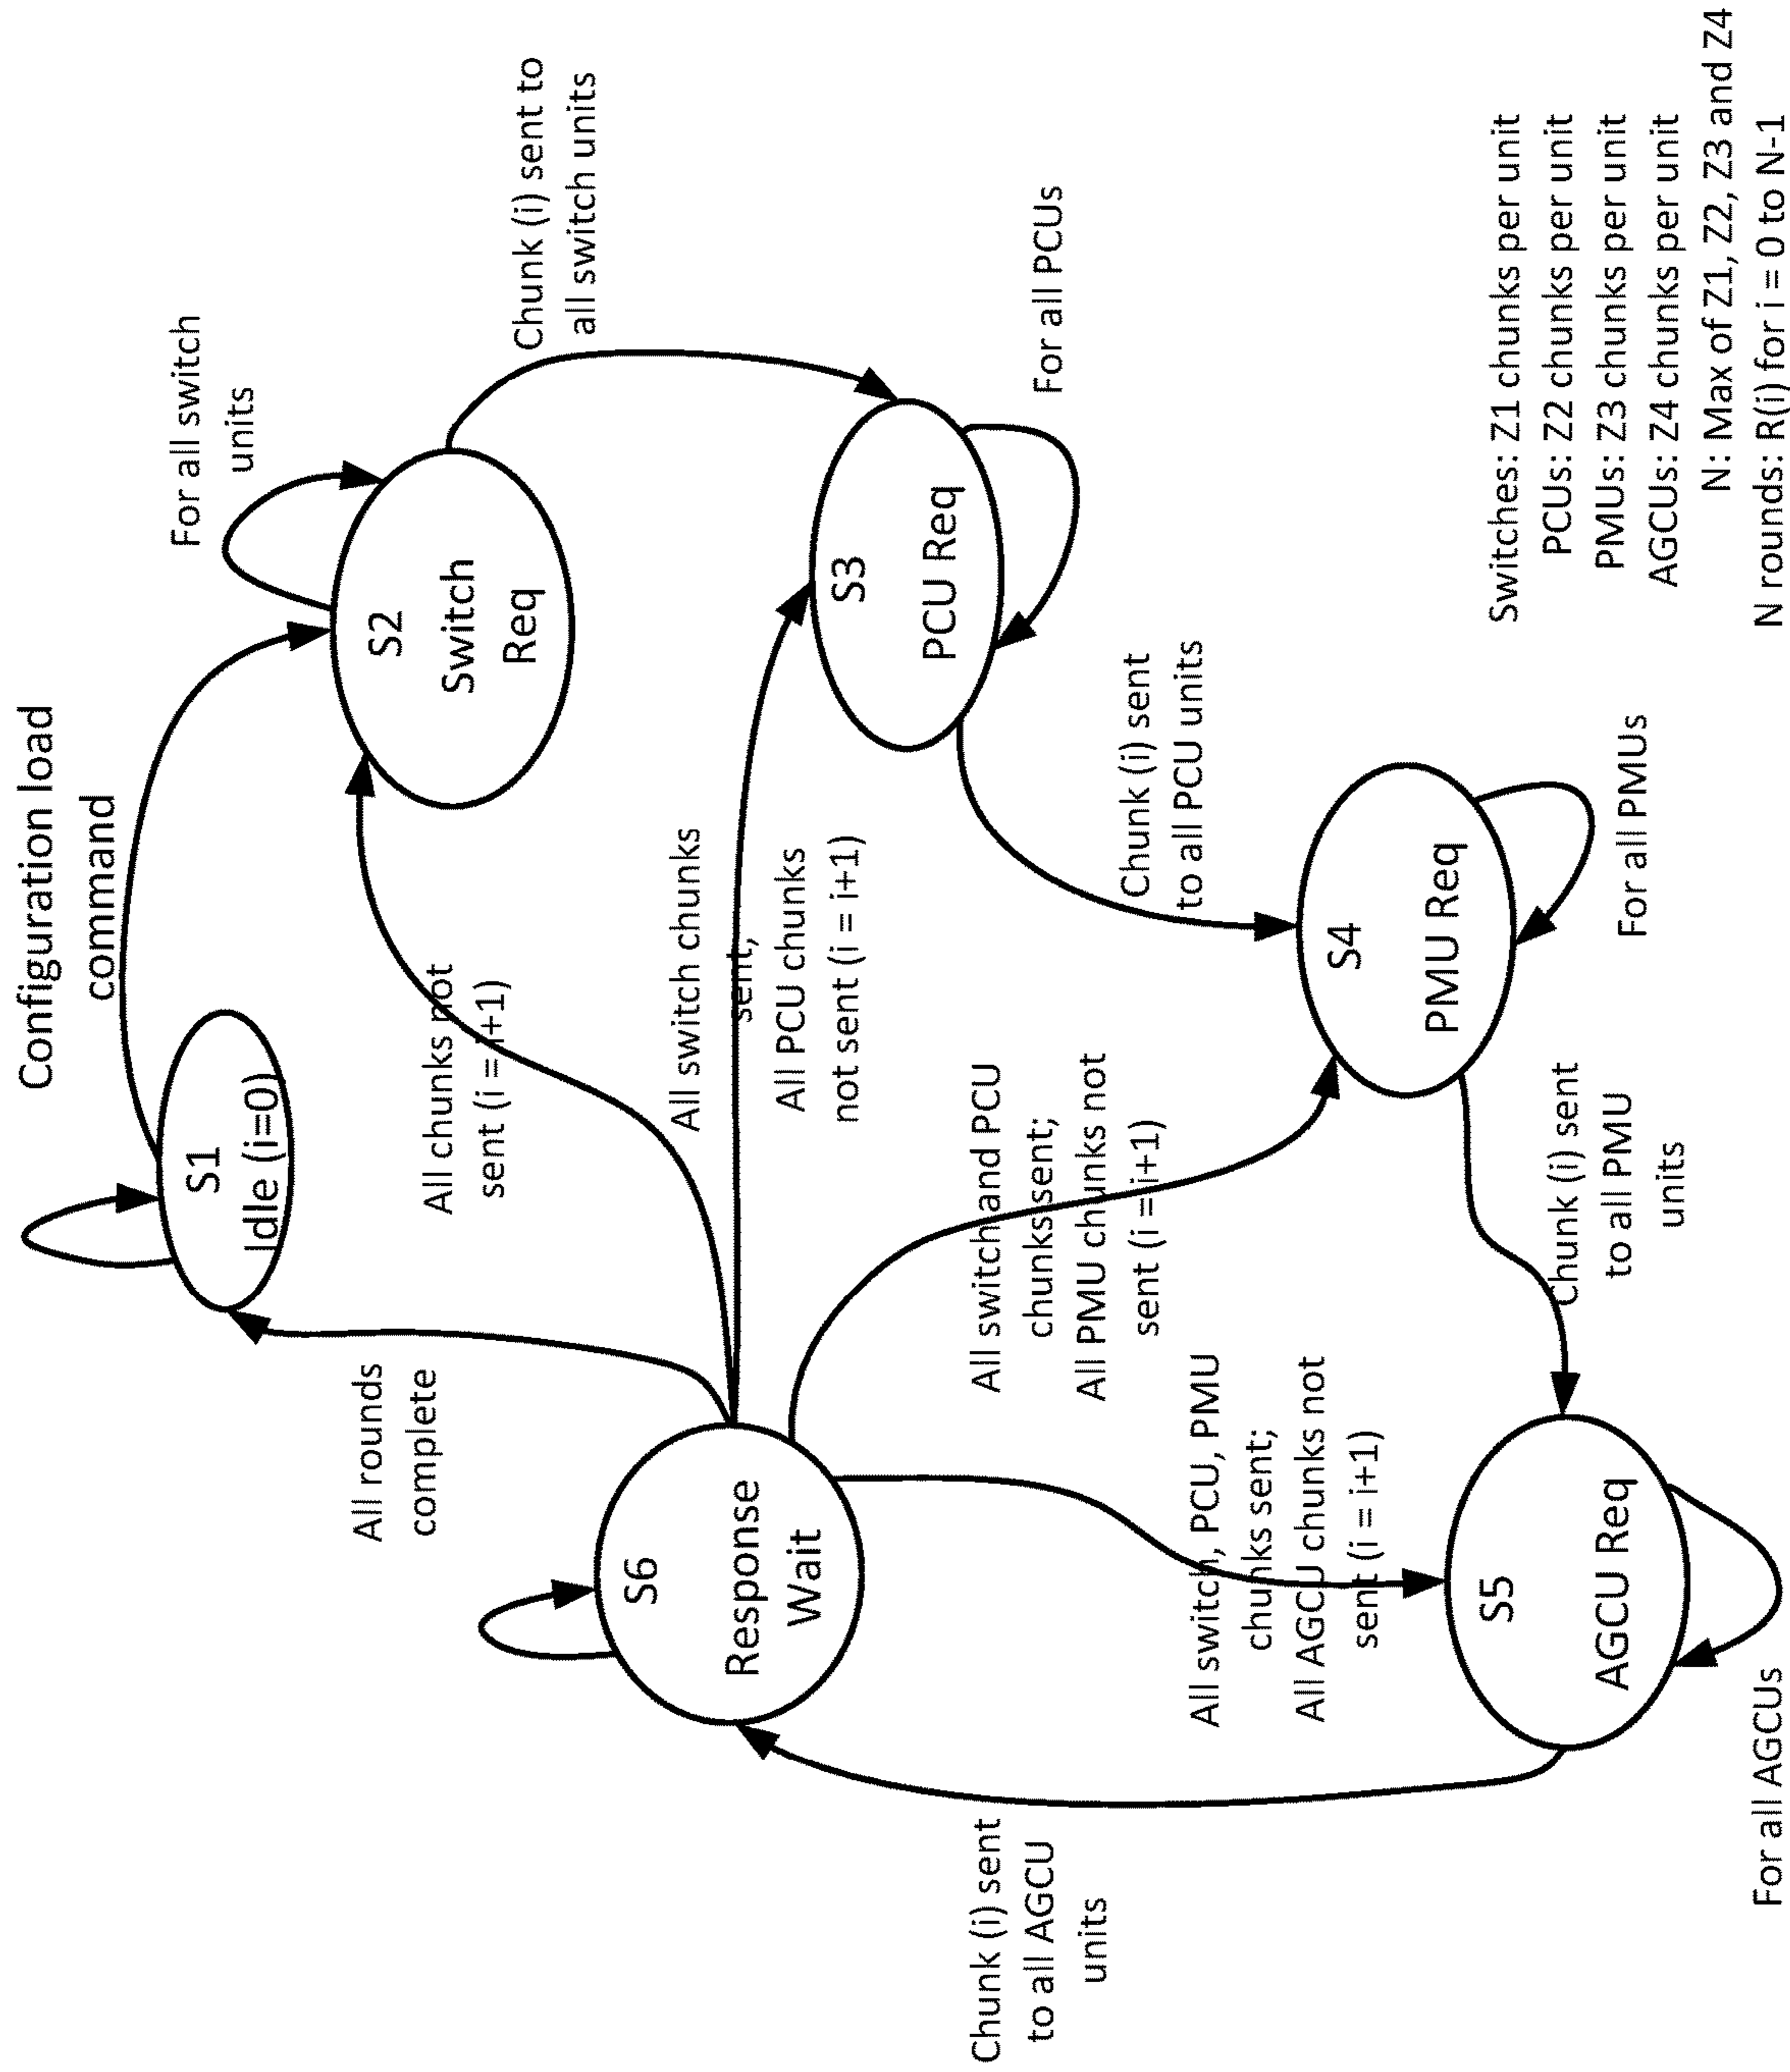 Configuration load
command
S1
Idle (i=0)
For all switch
units
S2
Switch
Req
All rounds
complete
All chunks not
sent (i = i+1)
Chunk (i) sent to
all switch units
S6
Response
Wait
All switch chunks
sent,
All PCU chunks
not sent (i = i+1)
S3
PCU Req
For all PCUs
Chunk (i) sent
to all AGCU
units
All switch and PCU
chunks sent;
All PMU chunks not
sent (i = i+1)
Chunk (i) sent
to all PCU units
All switch, PCU, PMU
chunks sent;
All AGCU chunks not
sent (i = i+1)
S4
PMU Req
For all PMUs
Chunk (i) sent
to all PMU
units
S5
AGCU Req
For all AGCUs
Switches: Z1 chunks per unit
PCUs: Z2 chunks per unit
PMUs: Z3 chunks per unit
AGCUs: Z4 chunks per unit
N: Max of Z1, Z2, Z3 and Z4
N rounds: R(i) for i = 0 to N-1